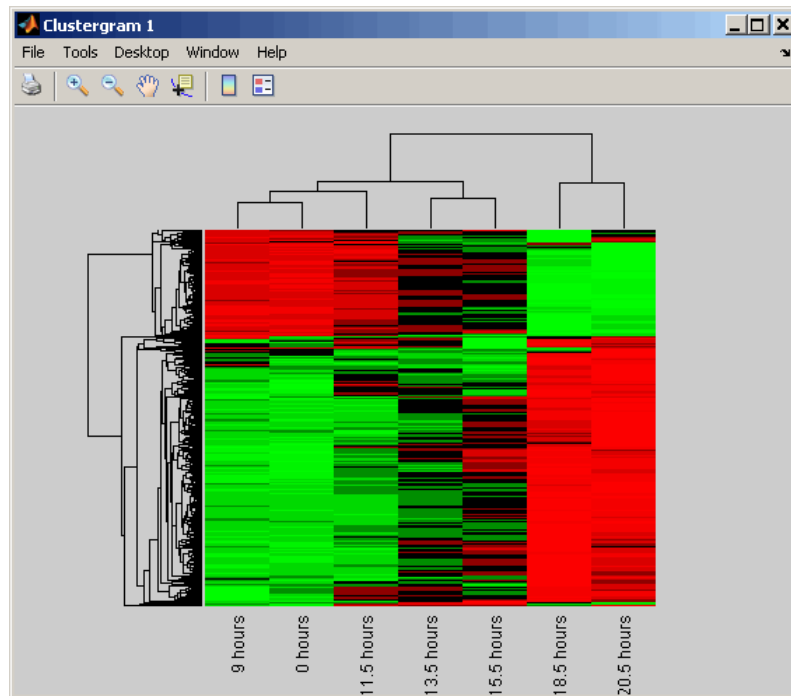 Clustergram 1
File Tools Desktop Window Help
9 hours
0 hours
11.5 hours
13.5 hours
15.5 hours
18.5 hours
20.5 hours